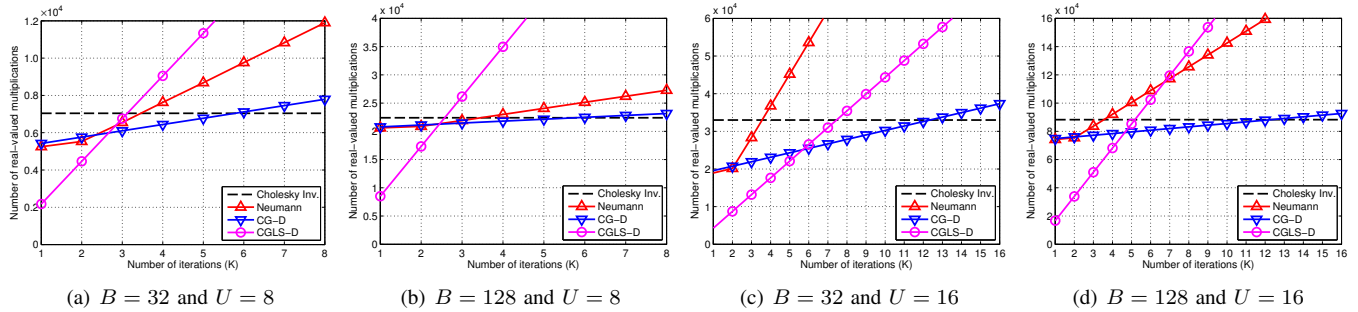 x 10⁴
Number of real-valued multiplications
1.2
1.0
0.8
0.6
0.4
0.2
0
1 2 3 4 5 6 7 8
Number of iterations (K)
Cholesky Inv.
Neumann
CG-D
CGLS-D
(a) B = 32 and U = 8
x 10⁴
Number of real-valued multiplications
4.0
3.5
3.0
2.5
2.0
1.5
1.0
0.5
0
1 2 3 4 5 6 7 8
Number of iterations (K)
Cholesky Inv.
Neumann
CG-D
CGLS-D
(b) B = 128 and U = 8
x 10⁴
Number of real-valued multiplications
6
5
4
3
2
1
0
1 2 3 4 5 6 7 8 9 10 11 12 13 14 15 16
Number of iterations (K)
Cholesky Inv.
Neumann
CG-D
CGLS-D
(c) B = 32 and U = 16
x 10⁴
Number of real-valued multiplications
16
14
12
10
8
6
4
2
0
1 2 3 4 5 6 7 8 9 10 11 12 13 14 15 16
Number of iterations (K)
Cholesky Inv.
Neumann
CG-D
CGLS-D
(d) B = 128 and U = 16